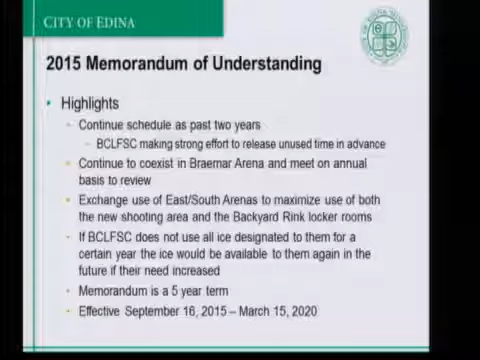 CITY OF EDINA
2015 Memorandum of Understanding
Highlights
Continue schedule as past two years
BCLFSC making strong effort to release unused time in advance
Continue to coexist in Braemar Arena and meet on annual
basis to review
Exchange use of East/South Arenas to maximize use of both
the new shooting area and the Backyard Rink locker rooms
If BCLFSC does not use all ice designated to them for a
certain year the ice would be available to them again in the
future if their need increased
Memorandum is a 5 year term
Effective September 16, 2015 – March 15, 2020